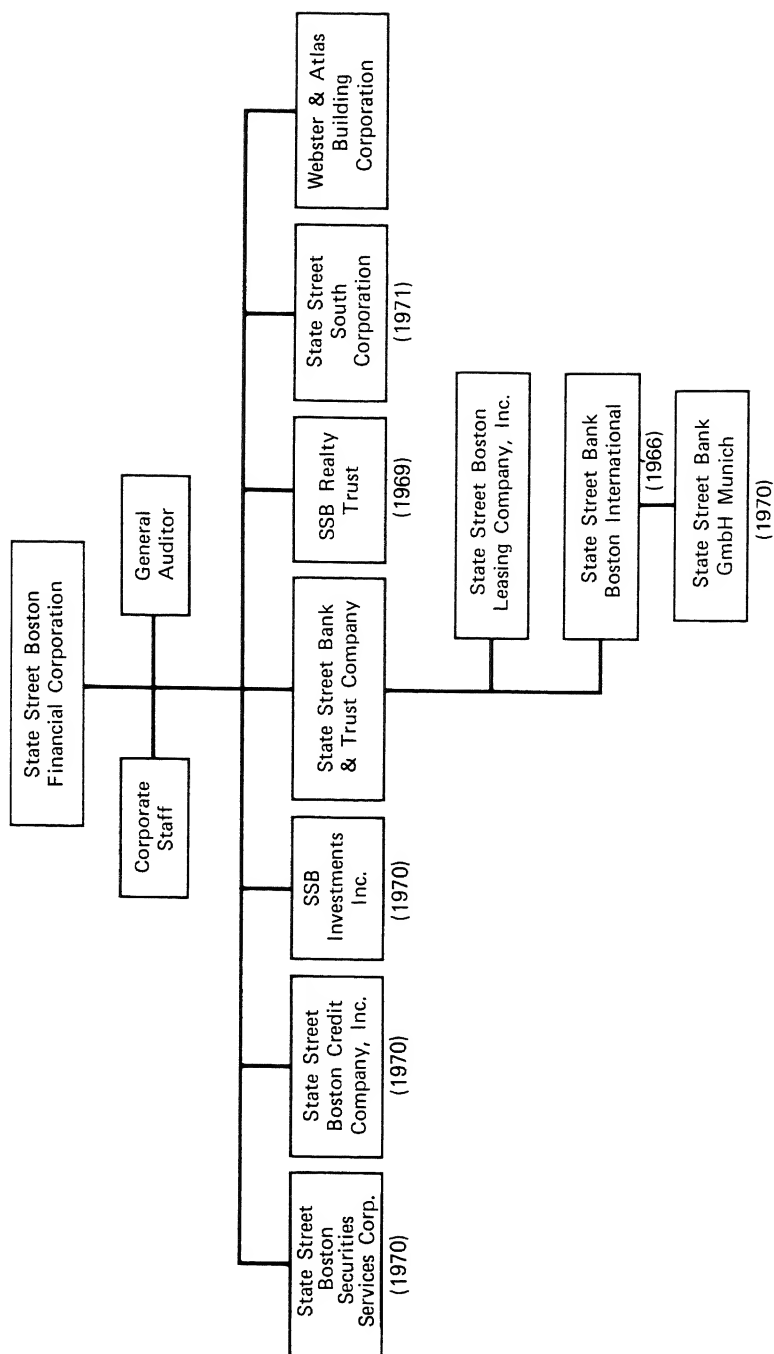 State Street Boston
Financial Corporation
Corporate
Staff
General
Auditor
State Street
Boston
Securities
Services Corp.
(1970)
State Street
Boston Credit
Company, Inc.
(1970)
SSB
Investments
Inc.
(1970)
State Street Bank
& Trust Company
SSB Realty
Trust
(1969)
State Street
South
Corporation
(1971)
Webster & Atlas
Building
Corporation
State Street Boston
Leasing Company, Inc.
State Street Bank
Boston International
(1966)
State Street Bank
GmbH Munich
(1970)